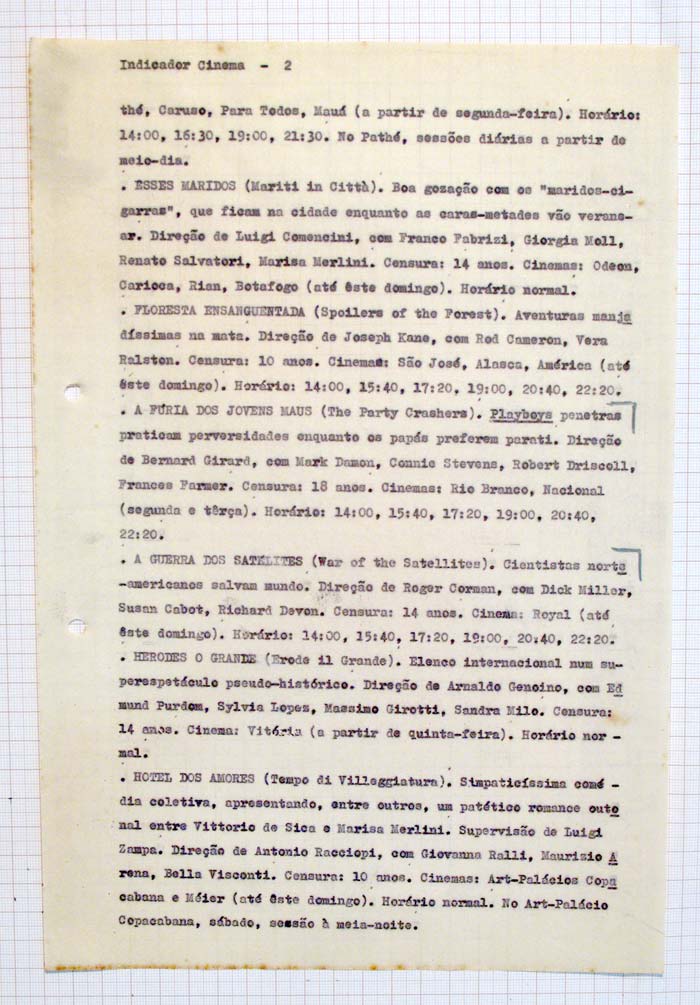 Indicador Cinema - 2
thé, Caruso, Para Todos, Mauá (a partir de segunda-feira). Horário:
14:00, 16:30, 19:00, 21:30. No Pathé, sessões diárias a partir de
meio-dia.
. ÊSSES MARIDOS (Mariti in Città). Boa gozação com os "maridos-ci-
garras", que ficam na cidade enquanto as caras-metades vão verane-
ar. Direção de Luigi Comencini, com Franco Fabrizi, Giorgia Moll,
Renato Salvatori, Marisa Merlini. Censura: 14 anos. Cinemas: Odeon,
Carioca, Rian, Botafogo (até êste domingo). Horário normal.
. FLORESTA ENSANGUENTADA (Spoilers of the Forest). Aventuras manja
díssimas na mata. Direção de Joseph Kane, com Rod Cameron, Vera
Ralston. Censura: 10 anos. Cinemas: São José, Alasca, América (até
êste domingo). Horário: 14:00, 15:40, 17:20, 19:00, 20:40, 22:20.
. A FÚRIA DOS JOVENS MAUS (The Party Crashers). Playboys penetras
praticam perversidades enquanto os papás preferem parati. Direção
de Bernard Girard, com Mark Damon, Connie Stevens, Robert Driscoll,
Frances Farmer. Censura: 18 anos. Cinemas: Rio Branco, Nacional
(segunda e têrça). Horário: 14:00, 15:40, 17:20, 19:00, 20:40,
22:20.
. A GUERRA DOS SATÉLITES (War of the Satellites). Cientistas norte
-americanos salvam mundo. Direção de Roger Corman, com Dick Miller,
Susan Cabot, Richard Devon. Censura: 14 anos. Cinema: Royal (até
êste domingo). Horário: 14:00, 15:40, 17:20, 19:00, 20:40, 22:20.
. HERODES O GRANDE (Erode il Grande). Elenco internacional num su-
perespetáculo pseudo-histórico. Direção de Arnaldo Genoino, com Ed
mund Purdom, Sylvia Lopez, Massimo Girotti, Sandra Milo. Censura:
14 anos. Cinema: Vitória (a partir de quinta-feira). Horário nor -
mal.
. HOTEL DOS AMORES (Tempo di Villeggiatura). Simpaticíssima comé -
dia coletiva, apresentando, entre outros, um patético romance outo
nal entre Vittorio de Sica e Marisa Merlini. Supervisão de Luigi
Zampa. Direção de Antonio Racciopi, com Giovanna Ralli, Maurizio A
rena, Bella Visconti. Censura: 10 anos. Cinemas: Art-Palácios Copa
cabana e Méier (até êste domingo). Horário normal. No Art-Palácio
Copacabana, sábado, sessão à meia-noite.